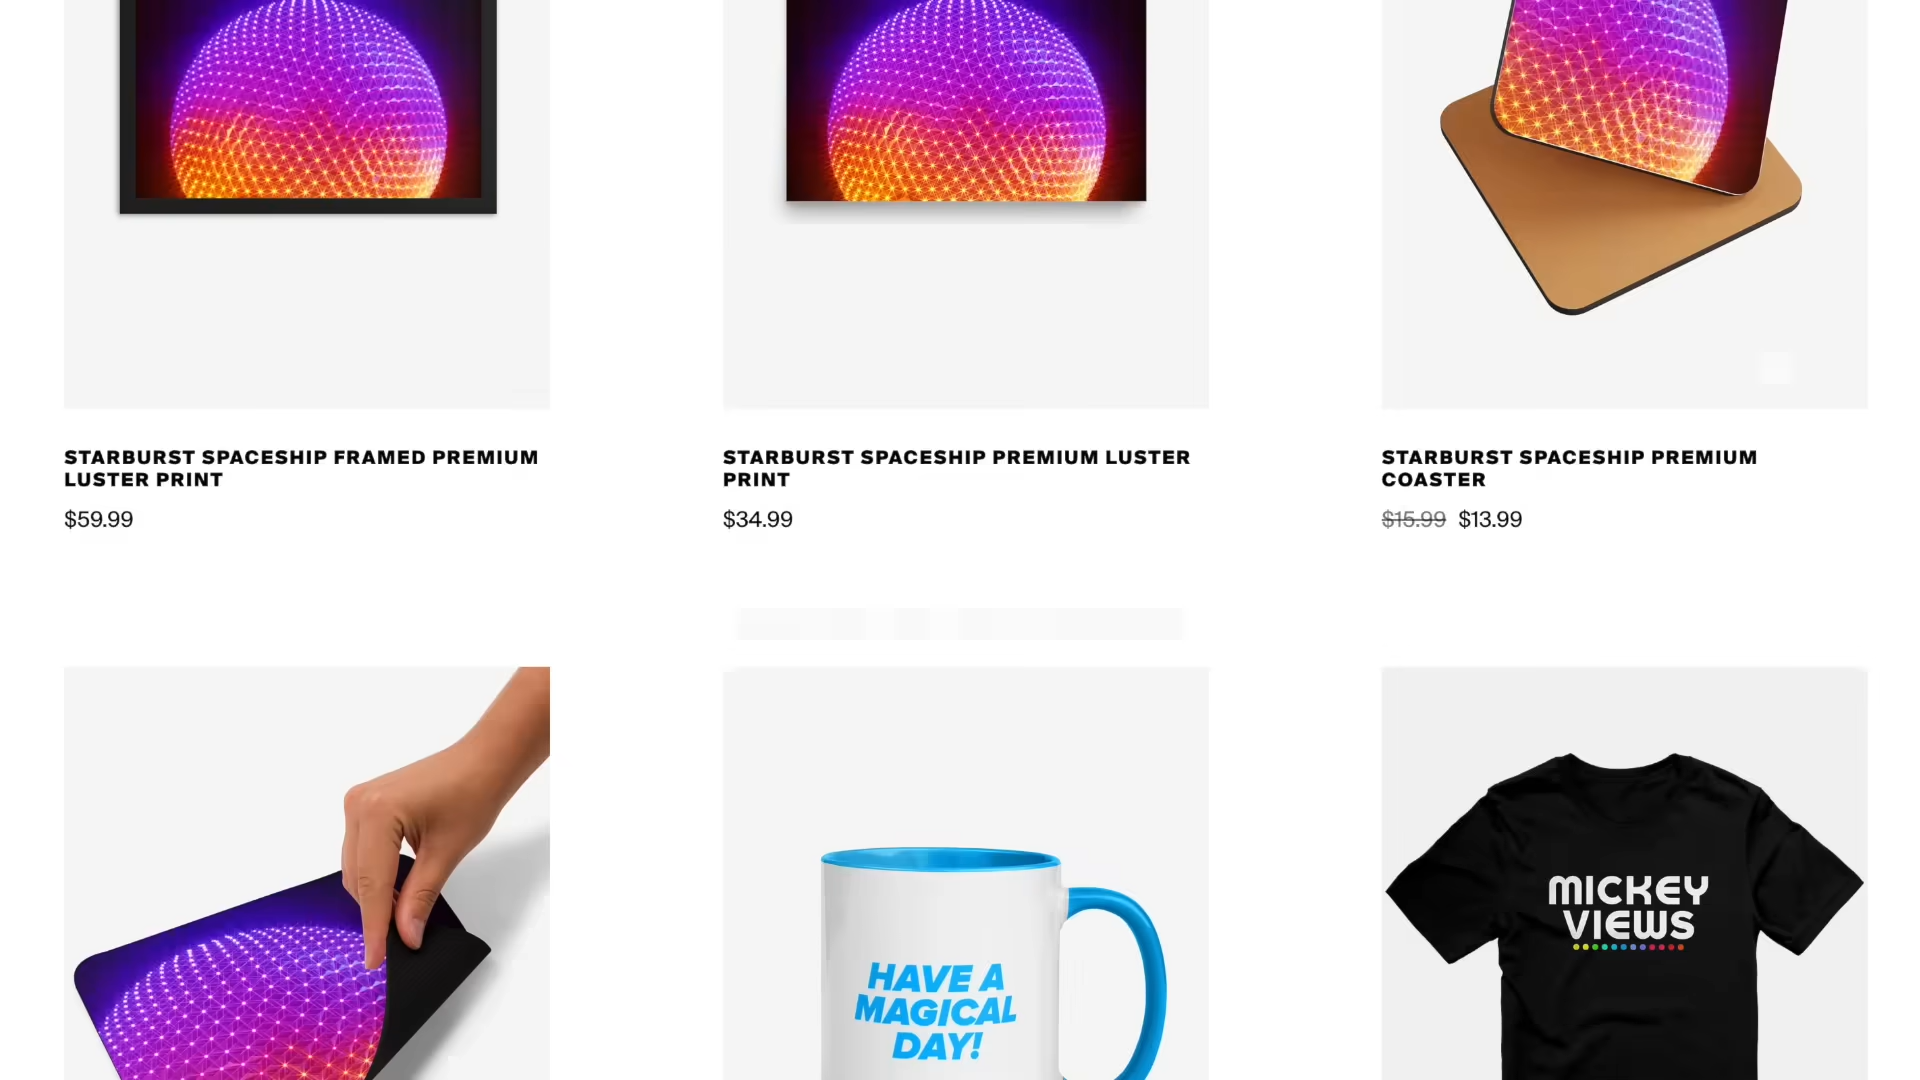 STARBURST SPACESHIP FRAMED PREMIUM
LUSTER PRINT
$59.99
STARBURST SPACESHIP PREMIUM LUSTER
PRINT
$34.99
STARBURST SPACESHIP PREMIUM
COASTER
$15.99 $13.99
HAVE A
MAGICAL
DAY!
MICKEY
VIEWS